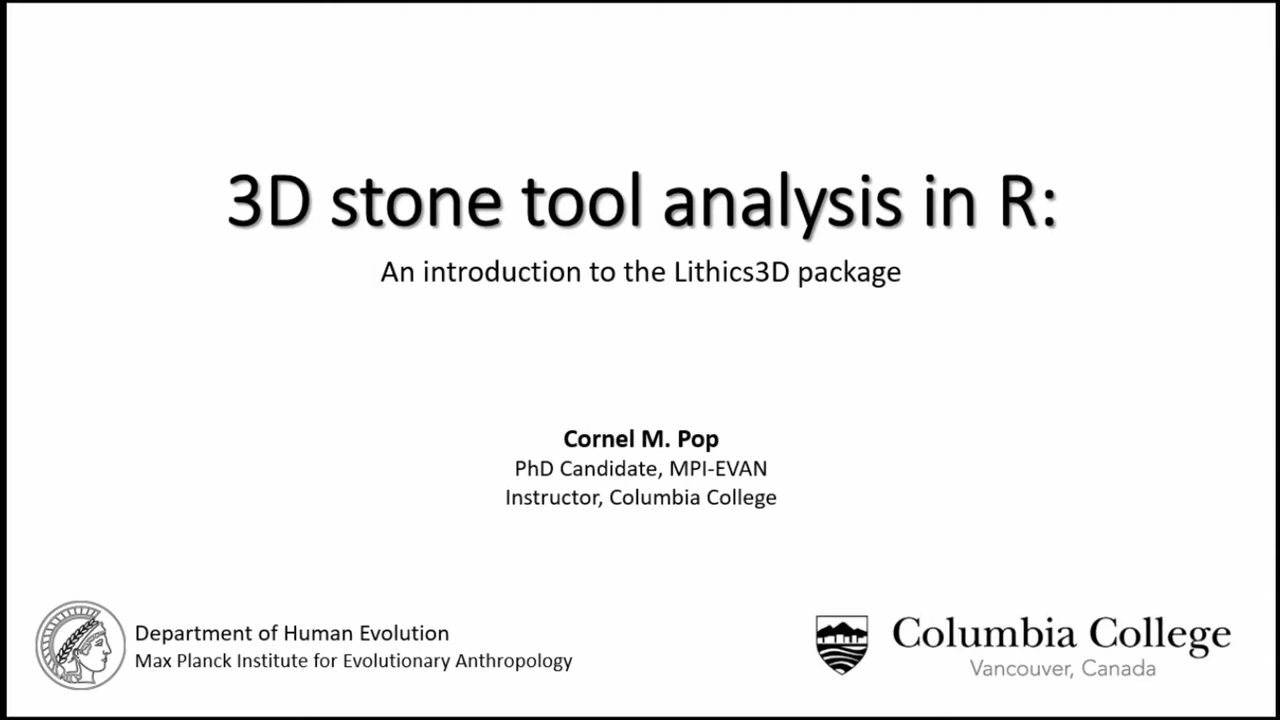 3D stone tool analysis in R:
An introduction to the Lithics3D package
Cornel M. Pop
PhD Candidate, MPI-EVAN
Instructor, Columbia College
Department of Human Evolution
Max Planck Institute for Evolutionary Anthropology
Columbia College
Vancouver, Canada